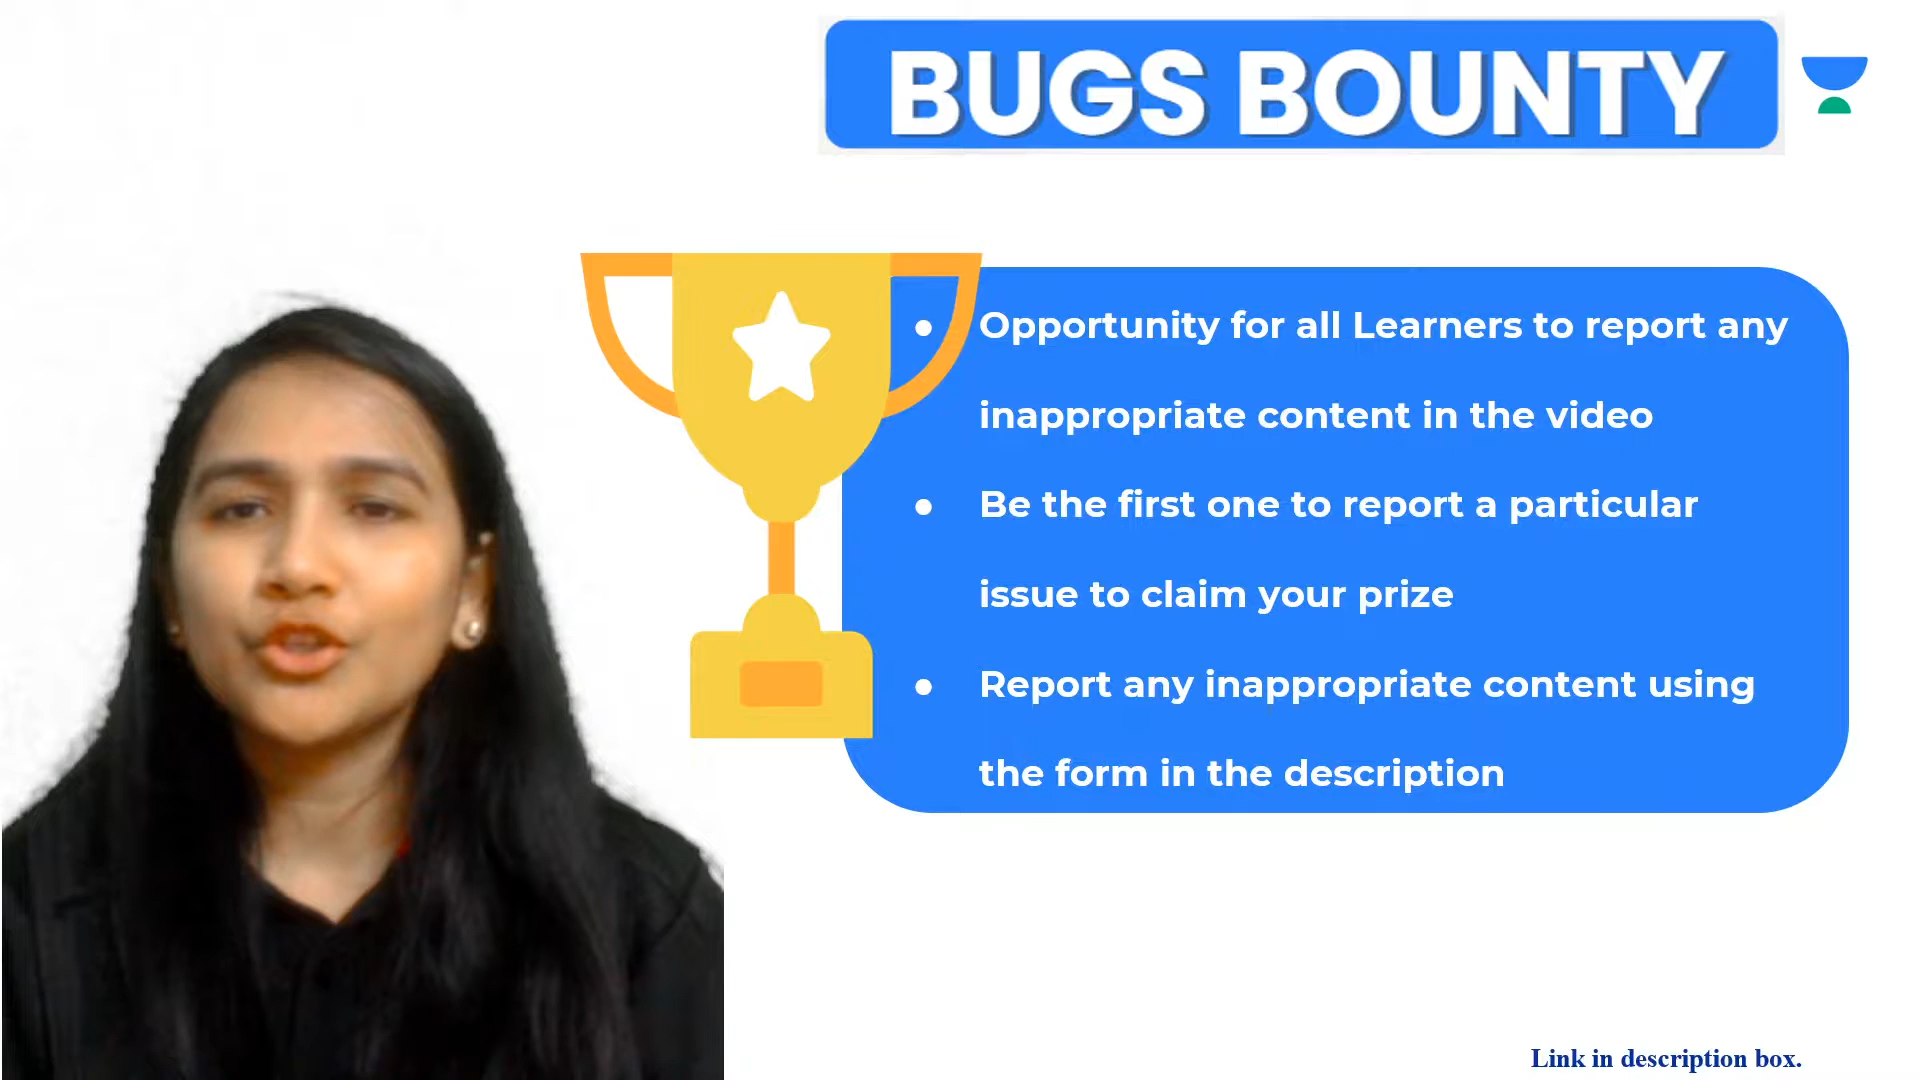 BUGS BOUNTY
● Opportunity for all Learners to report any
inappropriate content in the video
● Be the first one to report a particular
issue to claim your prize
● Report any inappropriate content using
the form in the description
Link in description box.